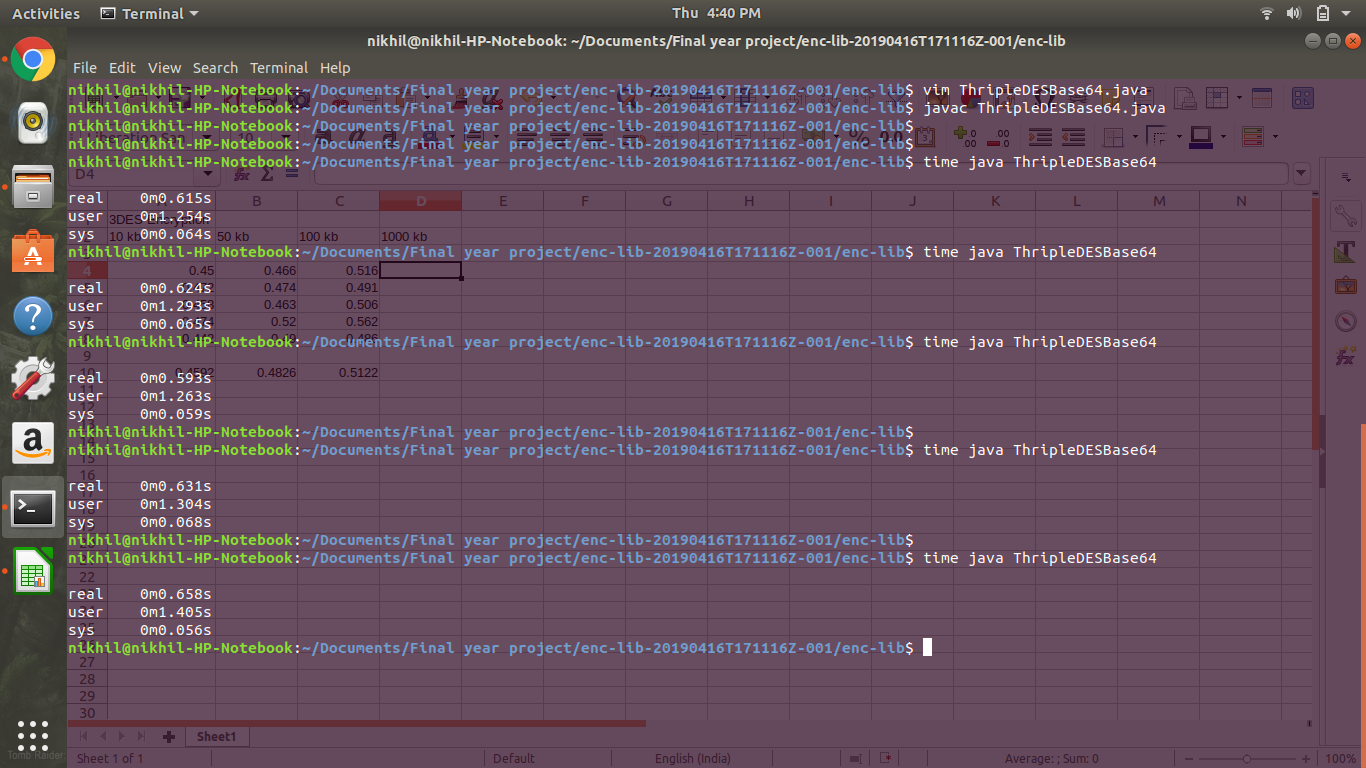 Activities Terminal Thu 4:40 PM
nikhil@nikhil-HP-Notebook: ~/Documents/Final year project/enc-lib-20190416T171116Z-001/enc-lib
File Edit View Search Terminal Help
nikhil@nikhil-HP-Notebook:~/Documents/Final year project/enc-lib-20190416T171116Z-001/enc-lib$ vim ThripleDESBase64.java
nikhil@nikhil-HP-Notebook:~/Documents/Final year project/enc-lib-20190416T171116Z-001/enc-lib$ javac ThripleDESBase64.java
nikhil@nikhil-HP-Notebook:~/Documents/Final year project/enc-lib-20190416T171116Z-001/enc-lib$
nikhil@nikhil-HP-Notebook:~/Documents/Final year project/enc-lib-20190416T171116Z-001/enc-lib$
nikhil@nikhil-HP-Notebook:~/Documents/Final year project/enc-lib-20190416T171116Z-001/enc-lib$ time java ThripleDESBase64
D4
real 0m0.615s
A B C D E F G H I J K L M N
user 0m1.254s
sys 0m0.064s
10 kb 50 kb 100 kb 1000 kb
nikhil@nikhil-HP-Notebook:~/Documents/Final year project/enc-lib-20190416T171116Z-001/enc-lib$ time java ThripleDESBase64
4 0.45 0.466 0.516
real 0m0.624s
0.474 0.491
user 0m1.293s
0.463 0.506
sys 0m0.065s
0.52 0.562
nikhil@nikhil-HP-Notebook:~/Documents/Final year project/enc-lib-20190416T171116Z-001/enc-lib$ time java ThripleDESBase64
9
10 0.4592 0.4826 0.5122
real 0m0.593s
user 0m1.263s
sys 0m0.059s
nikhil@nikhil-HP-Notebook:~/Documents/Final year project/enc-lib-20190416T171116Z-001/enc-lib$
nikhil@nikhil-HP-Notebook:~/Documents/Final year project/enc-lib-20190416T171116Z-001/enc-lib$ time java ThripleDESBase64
16
real 0m0.631s
user 0m1.304s
sys 0m0.068s
nikhil@nikhil-HP-Notebook:~/Documents/Final year project/enc-lib-20190416T171116Z-001/enc-lib$
nikhil@nikhil-HP-Notebook:~/Documents/Final year project/enc-lib-20190416T171116Z-001/enc-lib$ time java ThripleDESBase64
22
real 0m0.658s
user 0m1.405s
sys 0m0.056s
nikhil@nikhil-HP-Notebook:~/Documents/Final year project/enc-lib-20190416T171116Z-001/enc-lib$
27
28
29
30
Sheet1
Tomb Raider
Sheet 1 of 1 Default English (India) Average: ; Sum: 0 100%